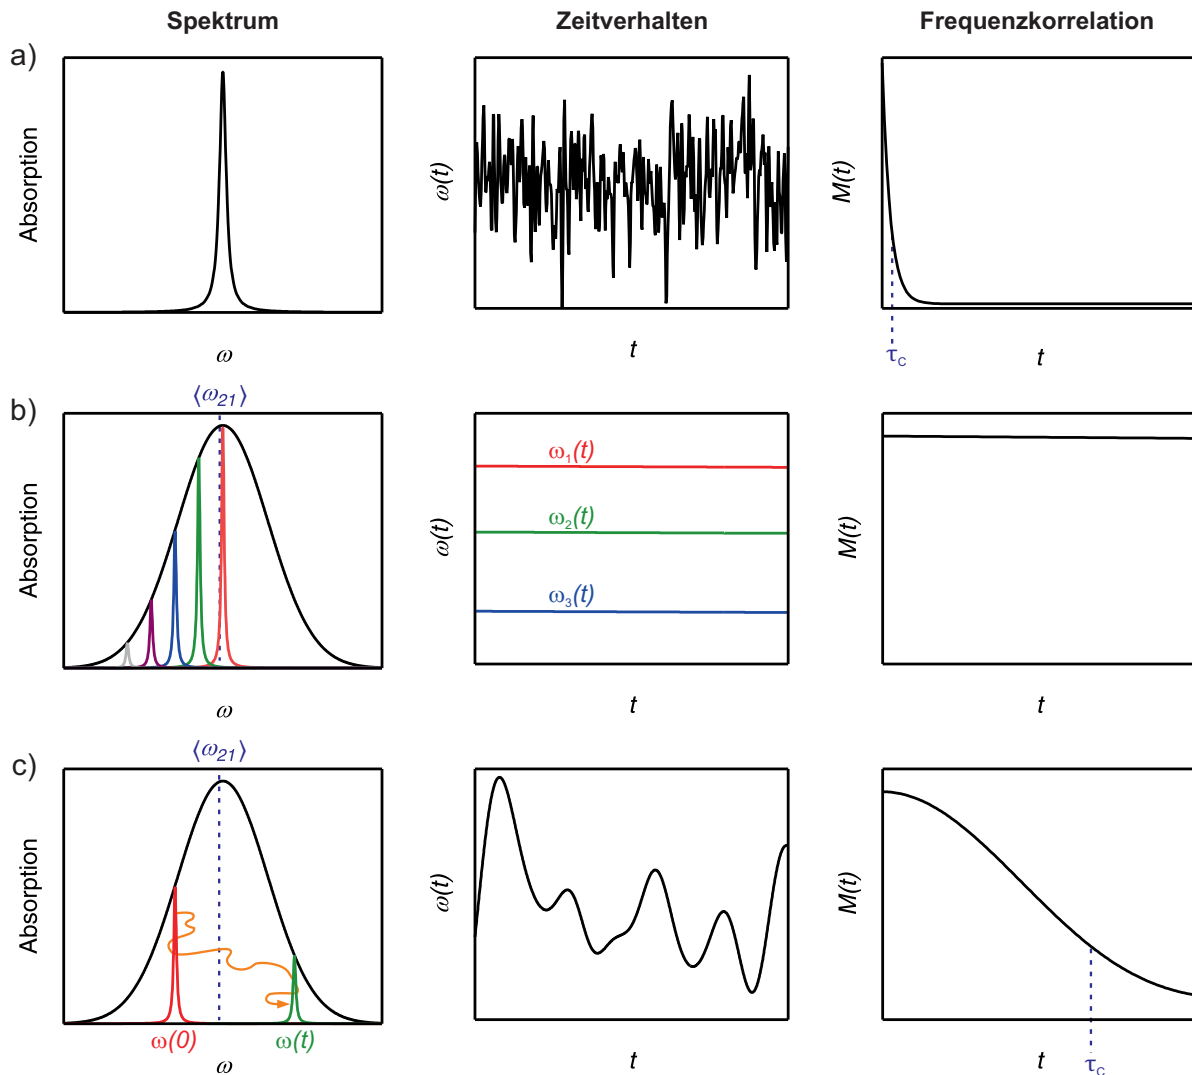 Spektrum Zeitverhalten Frequenzkorrelation
a)
Absorption
ω
ω(t)
t
M(t)
τc
t
b)
⟨ω21⟩
Absorption
ω
ω1(t)
ω2(t)
ω3(t)
ω(t)
t
M(t)
t
c)
⟨ω21⟩
Absorption
ω(0)
ω(t)
ω
ω(t)
t
M(t)
t
τc